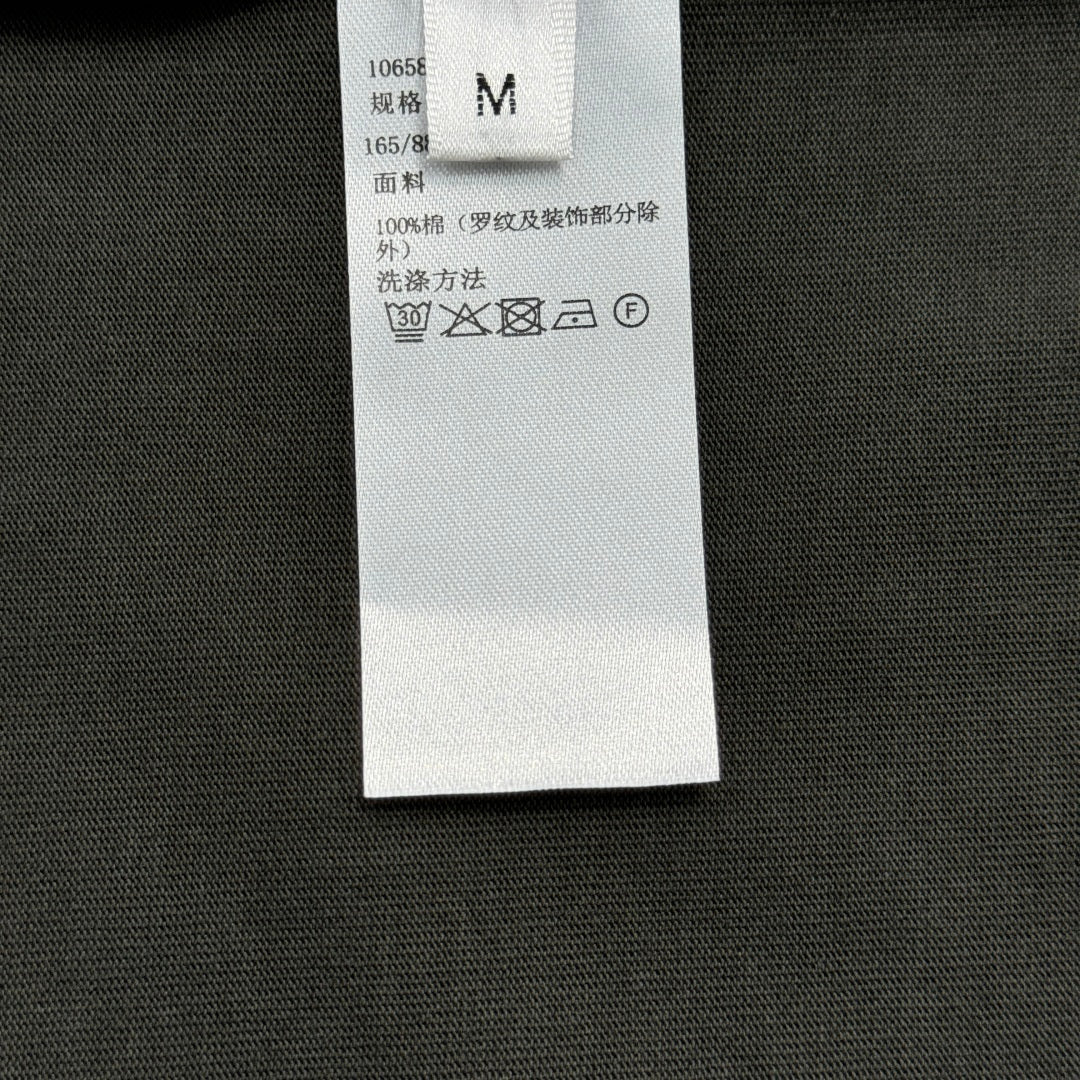 M
10658
规格
165/88
面料
100%棉（罗纹及装饰部分除
外）
洗涤方法
30
F